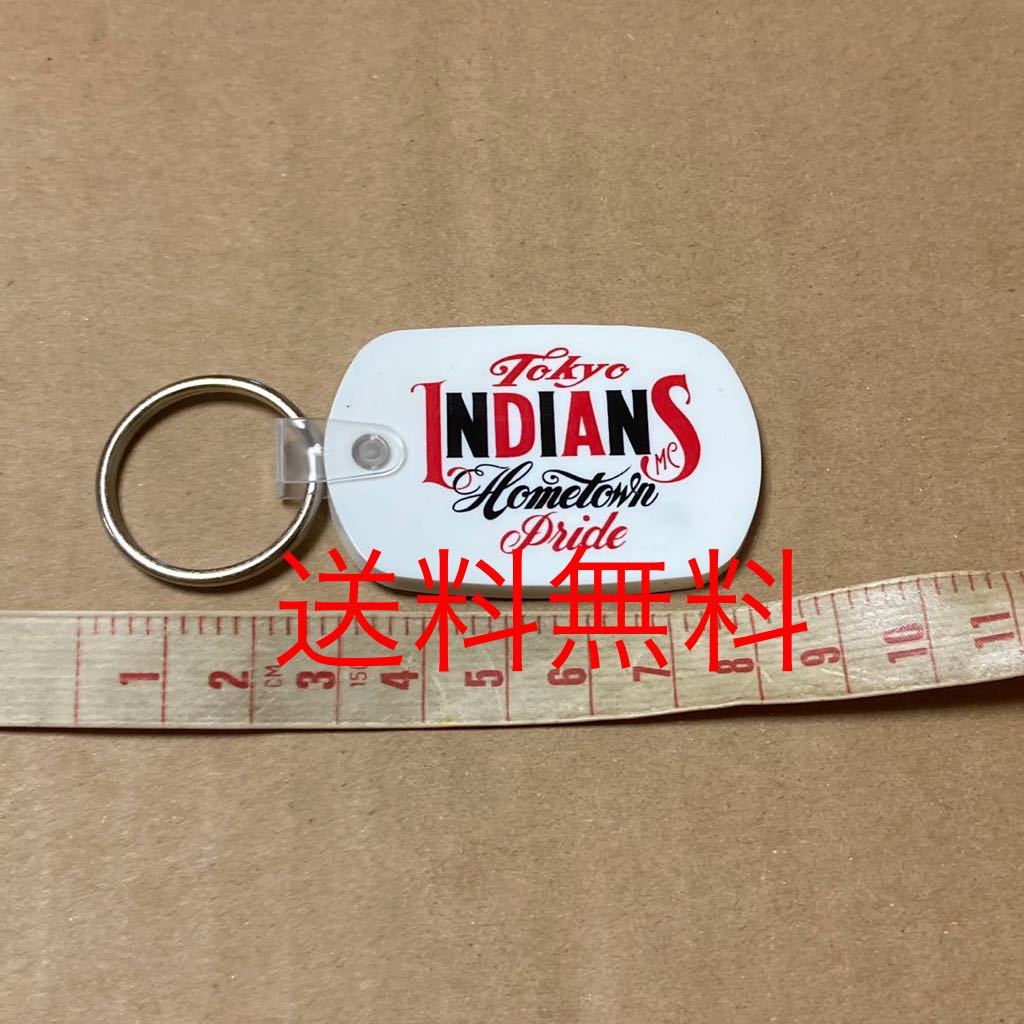 Tokyo
INDIANS MC
Hometown
Pride
送料無料
1 2 CM 3 150 4 5 6 7 8 9 10 11